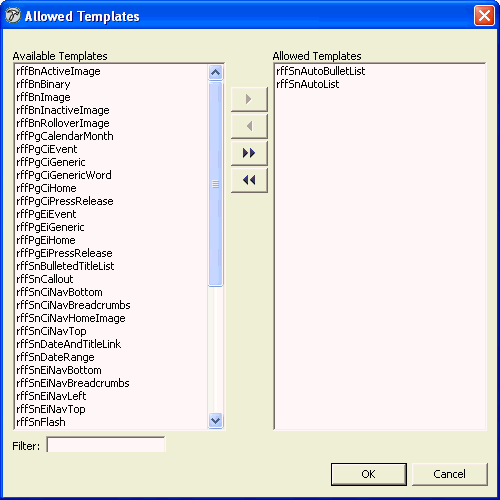 Allowed Templates
Available Templates
rffBnActiveImage
rffBnBinary
rffBnImage
rffBnInactiveImage
rffBnRolloverImage
rffPgCalendarMonth
rffPgCiEvent
rffPgCiGeneric
rffPgCiGenericWord
rffPgCiHome
rffPgCiPressRelease
rffPgEiEvent
rffPgEiGeneric
rffPgEiHome
rffPgEiPressRelease
rffSnBulletedTitleList
rffSnCallout
rffSnCiNavBottom
rffSnCiNavBreadcrumbs
rffSnCiNavHomeImage
rffSnCiNavTop
rffSnDateAndTitleLink
rffSnDateRange
rffSnEiNavBottom
rffSnEiNavBreadcrumbs
rffSnEiNavLeft
rffSnEiNavTop
rffSnFlash
Filter:
Allowed Templates
rffSnAutoBulletList
rffSnAutoList
OK
Cancel